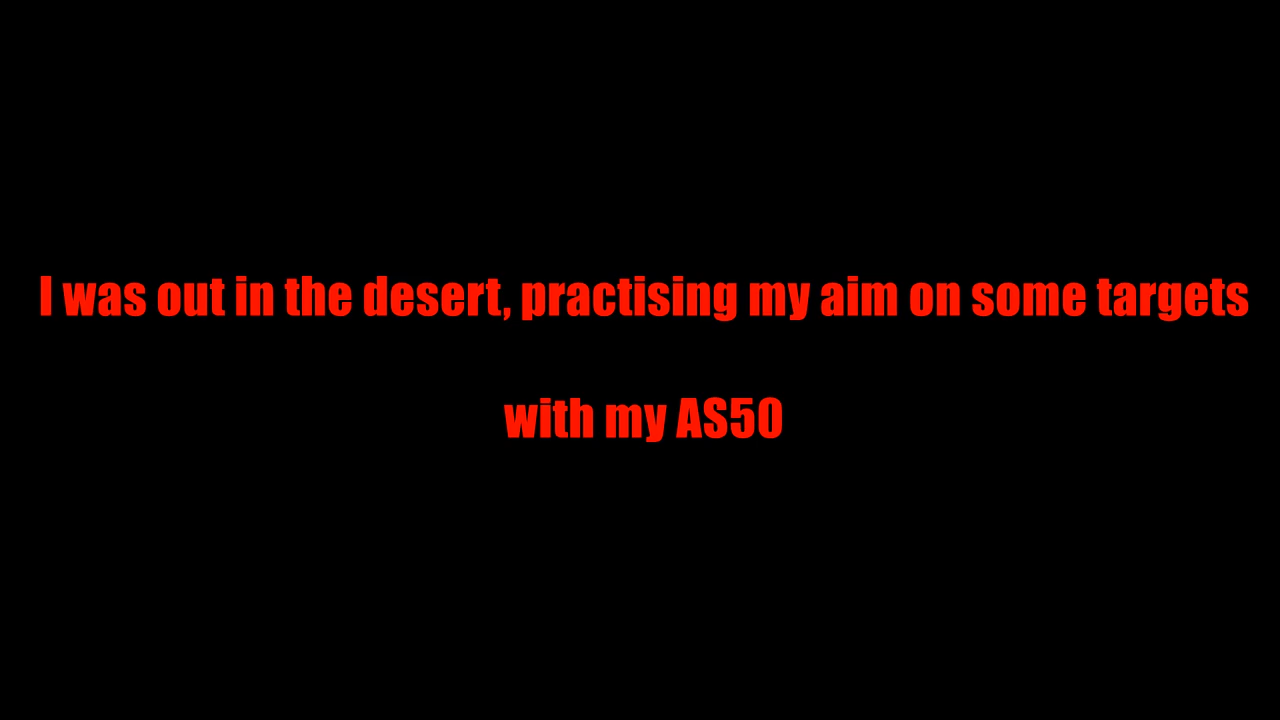 I was out in the desert, practising my aim on some targets
with my AS50